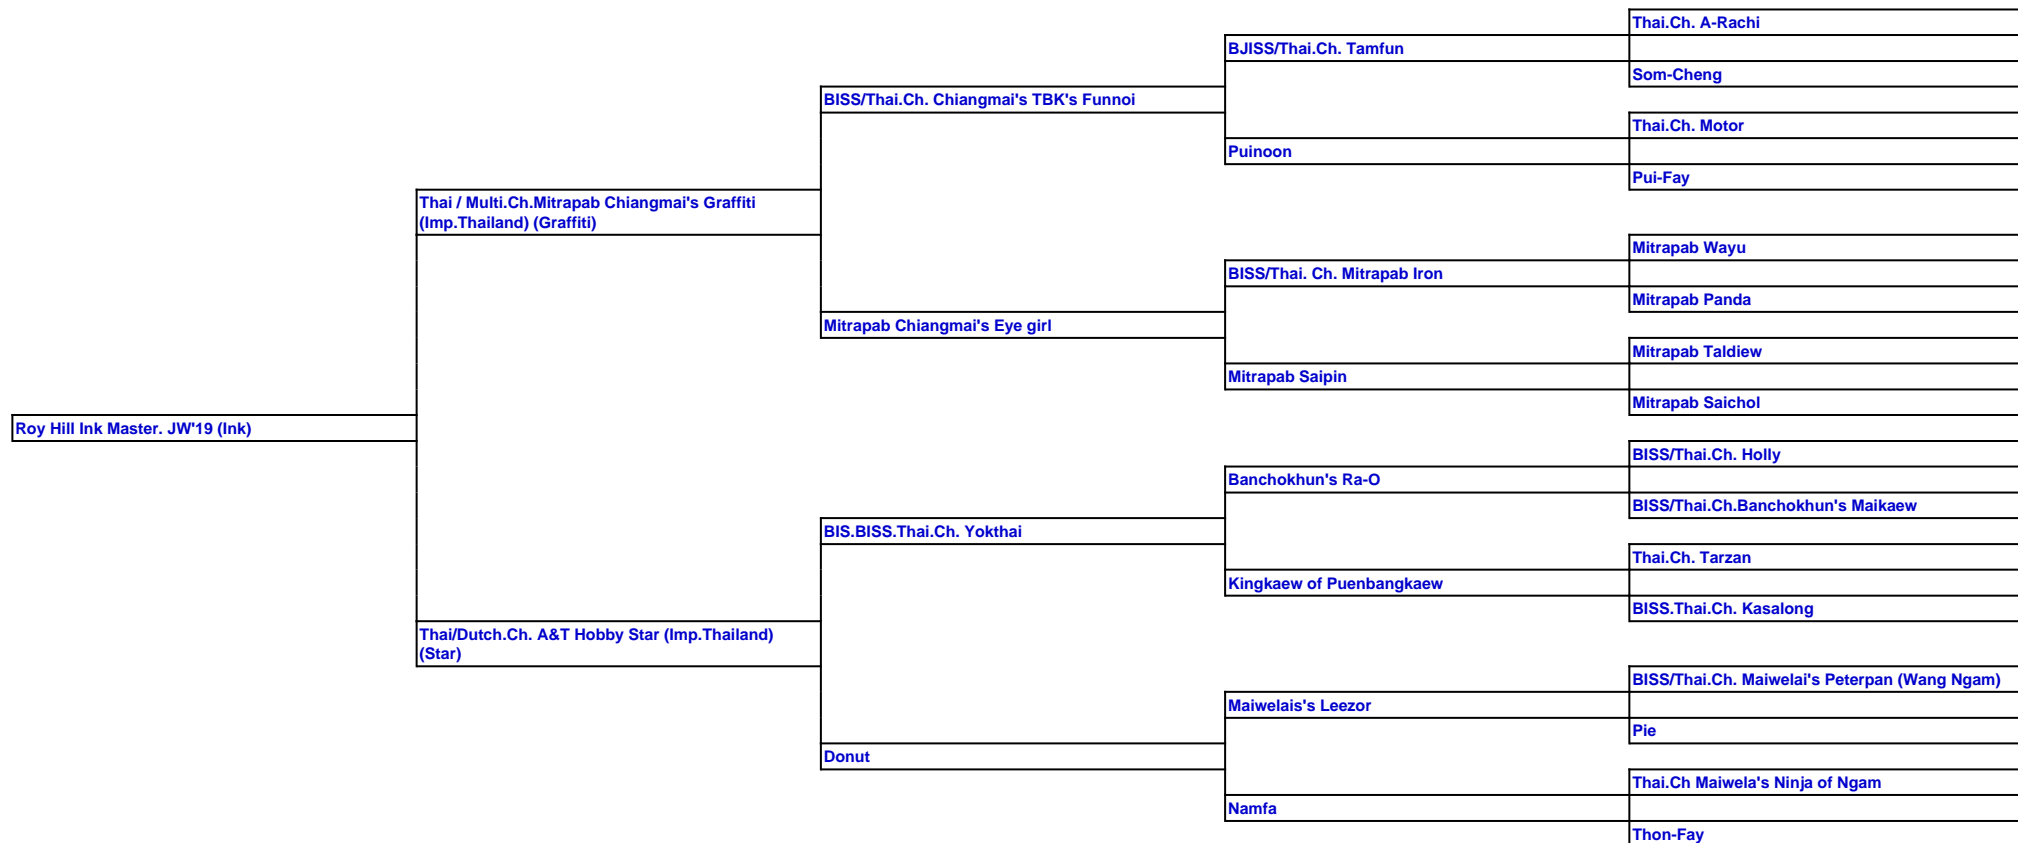 Thai.Ch. A-Rachi
BJISS/Thai.Ch. Tamfun
Som-Cheng
BISS/Thai.Ch. Chiangmai's TBK's Funnoi
Thai.Ch. Motor
Puinoon
Pui-Fay
Thai / Multi.Ch.Mitrapab Chiangmai's Graffiti
(Imp.Thailand) (Graffiti)
Mitrapab Wayu
BISS/Thai. Ch. Mitrapab Iron
Mitrapab Panda
Mitrapab Chiangmai's Eye girl
Mitrapab Taldiew
Mitrapab Saipin
Mitrapab Saichol
Roy Hill Ink Master. JW'19 (Ink)
BISS/Thai.Ch. Holly
Banchokhun's Ra-O
BISS/Thai.Ch.Banchokhun's Maikaew
BIS.BISS.Thai.Ch. Yokthai
Thai.Ch. Tarzan
Kingkaew of Puenbangkaew
BISS.Thai.Ch. Kasalong
Thai/Dutch.Ch. A&T Hobby Star (Imp.Thailand)
(Star)
BISS/Thai.Ch. Maiwelai's Peterpan (Wang Ngam)
Maiwelais's Leezor
Pie
Donut
Thai.Ch Maiwela's Ninja of Ngam
Namfa
Thon-Fay